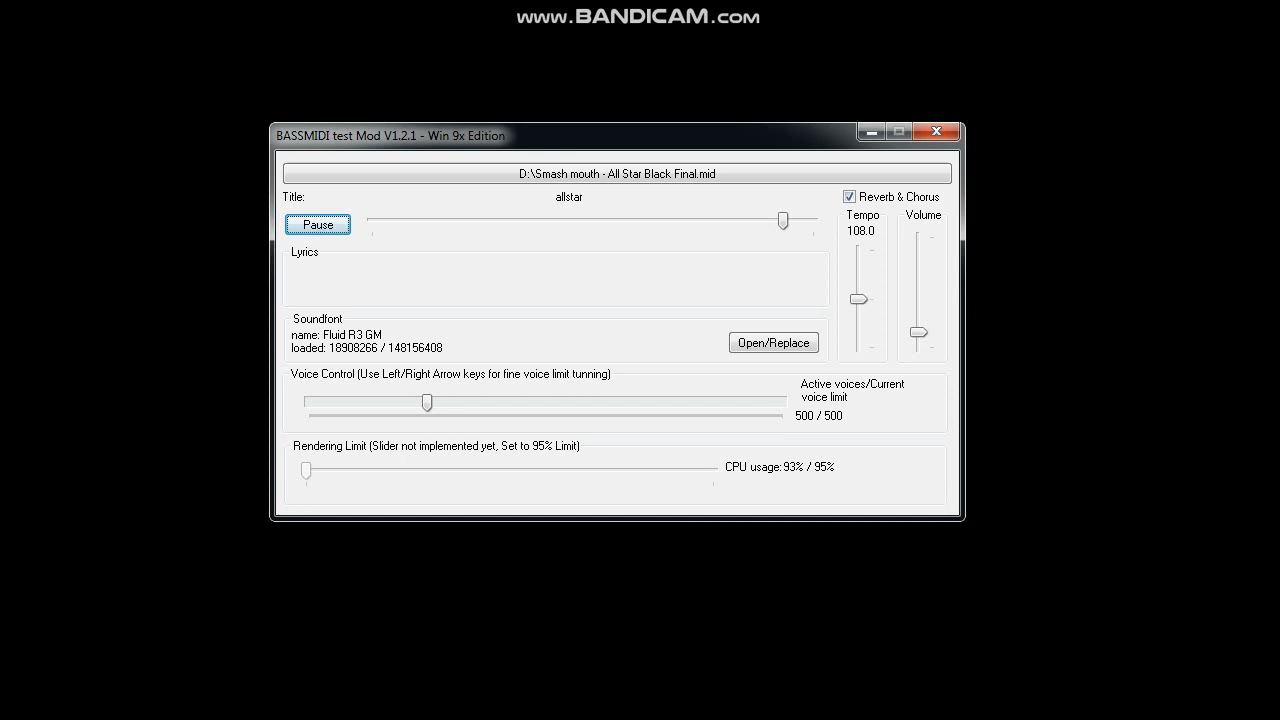 www.BANDICAM.com
BASSMIDI test Mod V1.2.1 - Win 9x Edition
D:\Smash mouth - All Star Black Final.mid
Title:
allstar
Reverb & Chorus
Pause
Tempo
108.0
Volume
Lyrics
Soundfont
name: Fluid R3 GM
loaded: 18908266 / 148156408
Open/Replace
Voice Control (Use Left/Right Arrow keys for fine voice limit tunning)
Active voices/Current
voice limit
500 / 500
Rendering Limit (Slider not implemented yet, Set to 95% Limit)
CPU usage: 93% / 95%